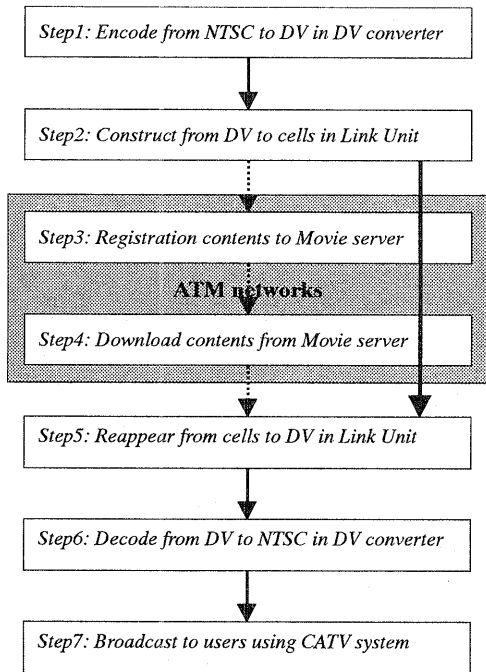 Step1: Encode from NTSC to DV in DV converter
Step2: Construct from DV to cells in Link Unit
Step3: Registration contents to Movie server
ATM networks
Step4: Download contents from Movie server
Step5: Reappear from cells to DV in Link Unit
Step6: Decode from DV to NTSC in DV converter
Step7: Broadcast to users using CATV system